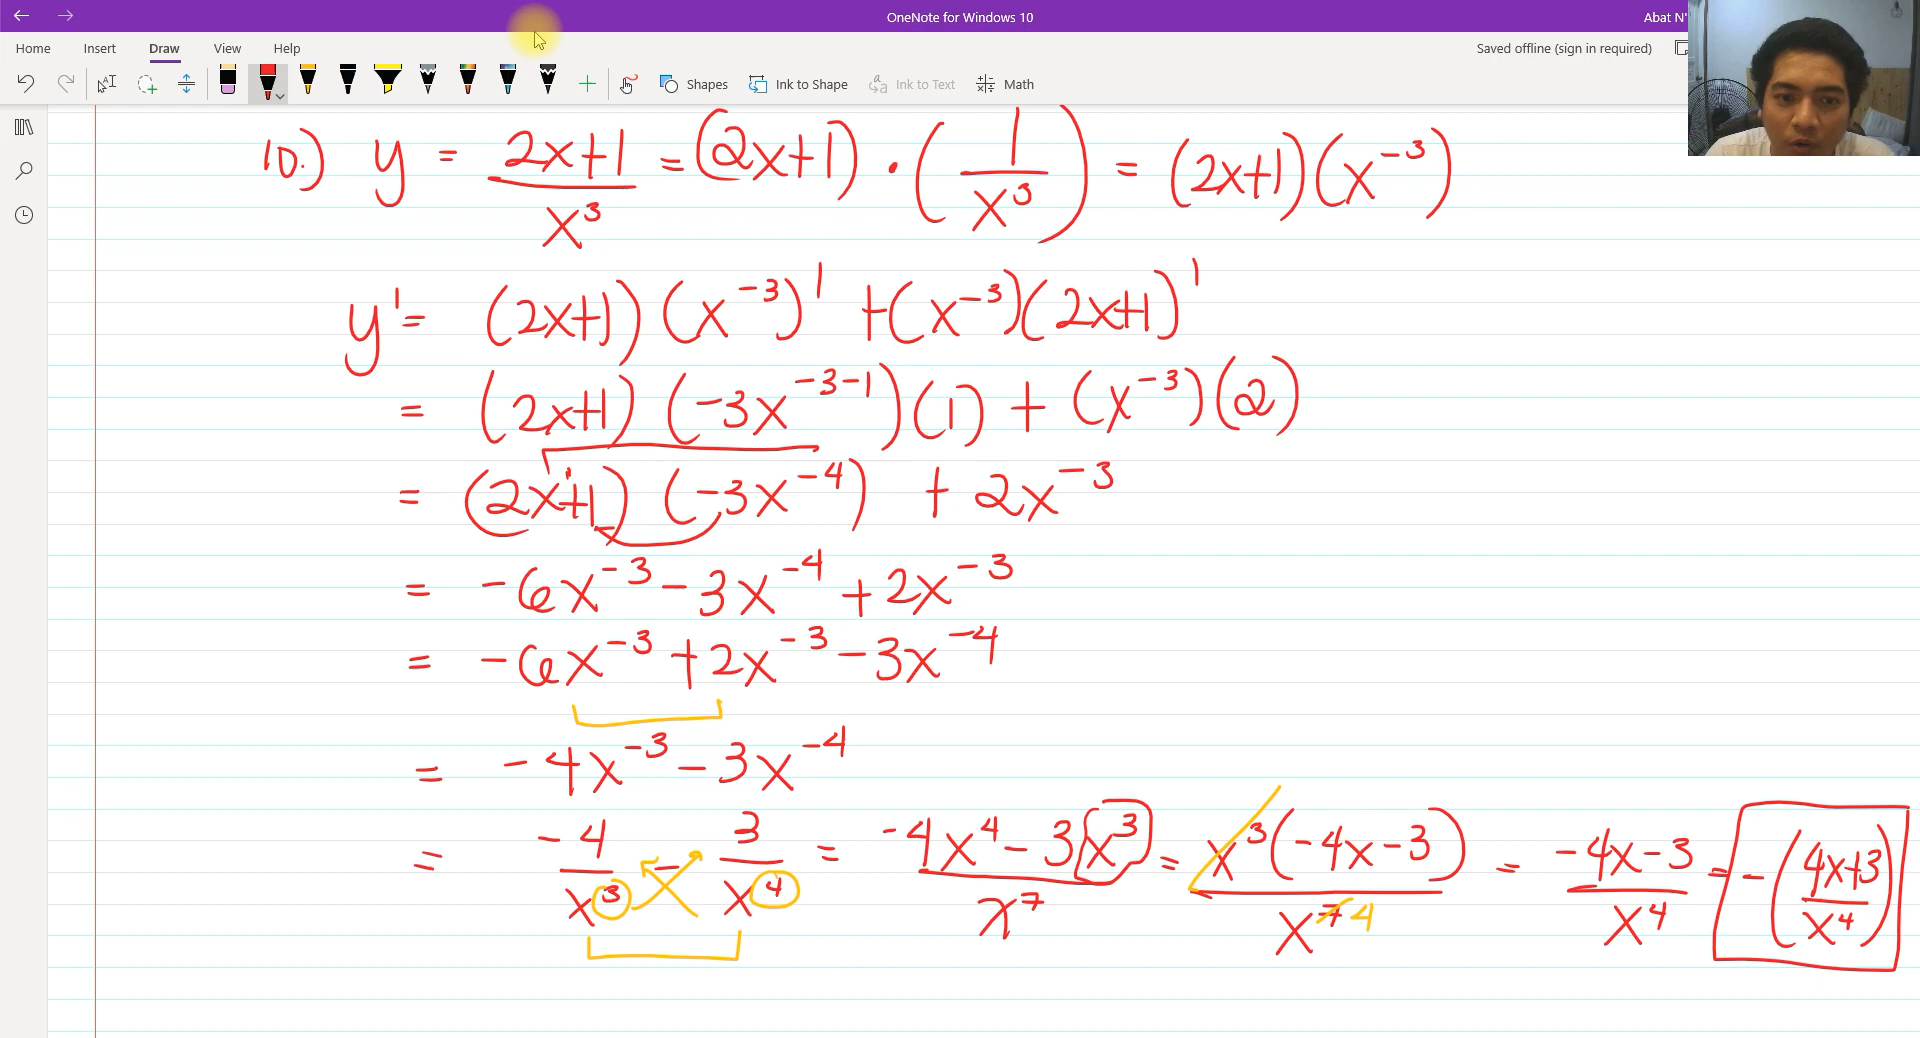 OneNote for Windows 10
Abat N'
Home Insert Draw View Help
Saved offline (sign in required)
Shapes Ink to Shape Ink to Text Math
10.) y = (2x+1)/x³ = (2x+1) · (1/x³) = (2x+1)(x⁻³)
y' = (2x+1)(x⁻³)' + (x⁻³)(2x+1)'
= (2x+1)(-3x⁻³⁻¹)(1) + (x⁻³)(2)
= (2x+1)(-3x⁻⁴) + 2x⁻³
= -6x⁻³ - 3x⁻⁴ + 2x⁻³
= -6x⁻³ + 2x⁻³ - 3x⁻⁴
= -4x⁻³ - 3x⁻⁴
= -4/x³ - 3/x⁴ = (-4x⁴ - 3x³)/x⁷ = x³(-4x-3)/x⁷ 4 = (-4x-3)/x⁴ = -((4x+3)/x⁴)